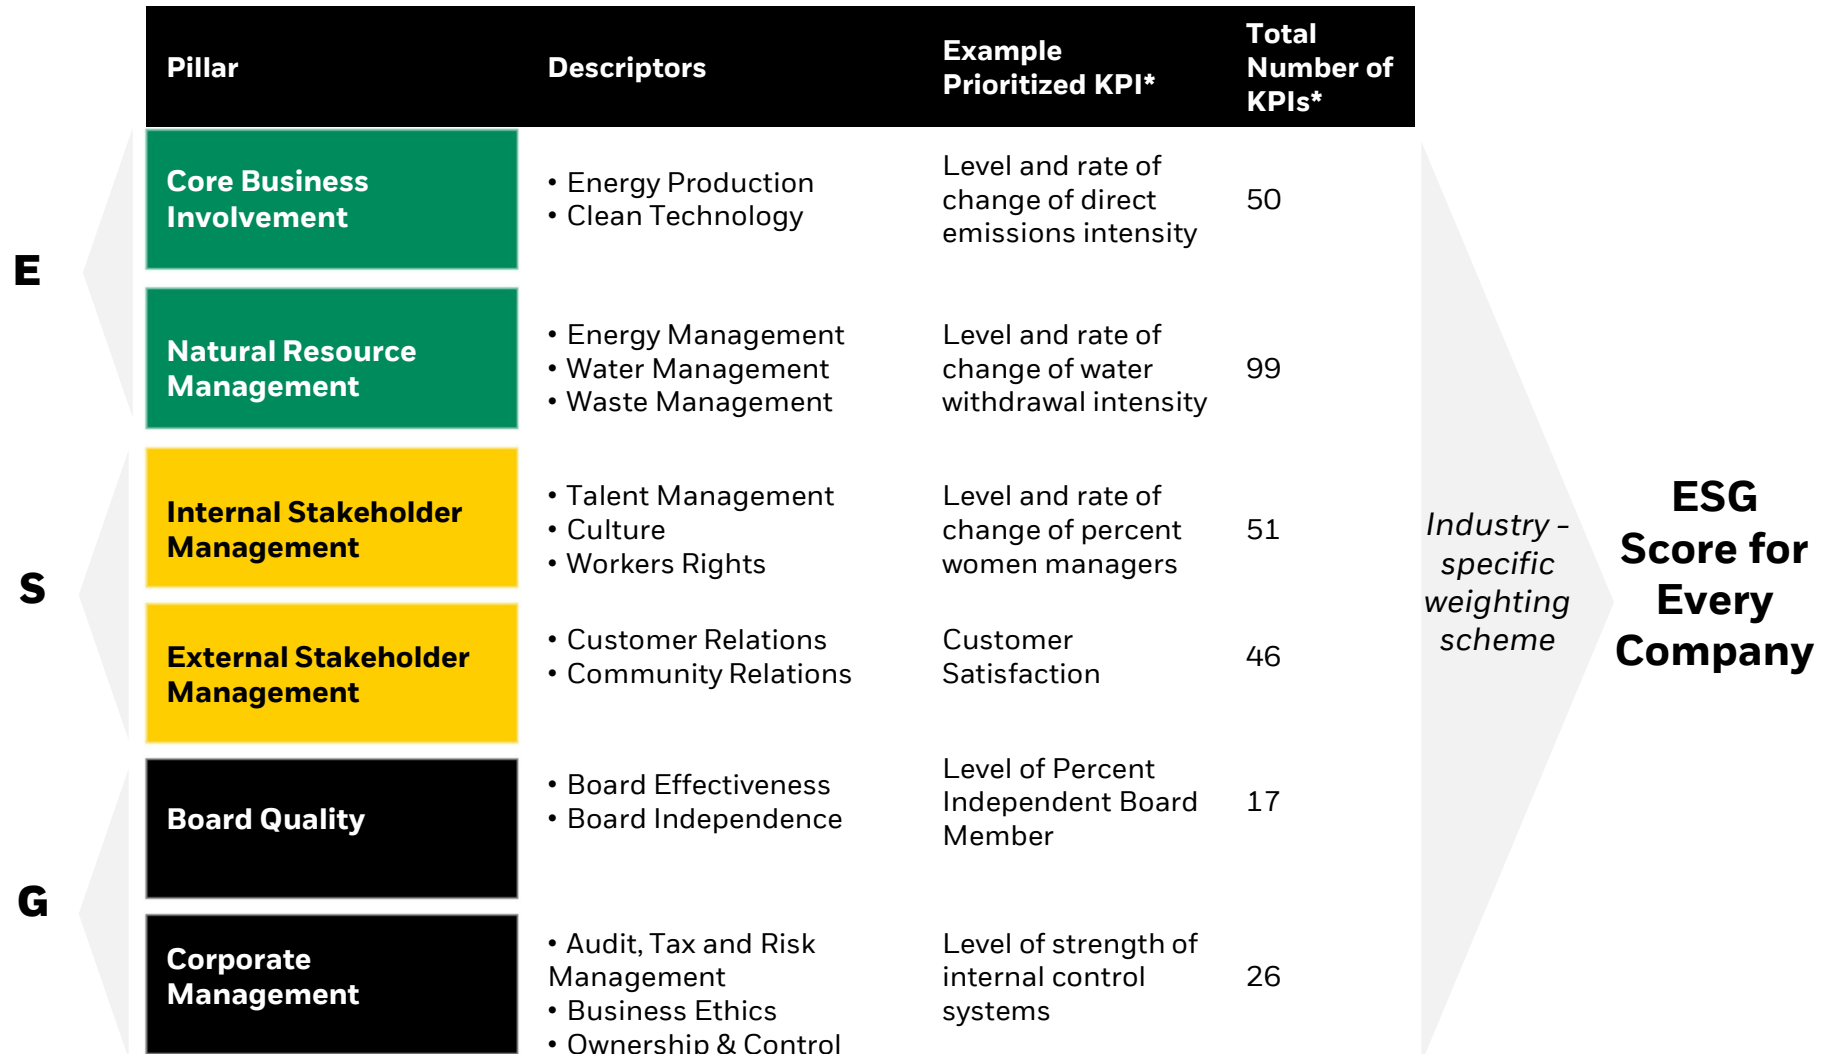 Pillar
Descriptors
Example
Prioritized KPI*
Total
Number of
KPIs*
E
Core Business
Involvement
• Energy Production
• Clean Technology
Level and rate of
change of direct
emissions intensity
50
Natural Resource
Management
• Energy Management
• Water Management
• Waste Management
Level and rate of
change of water
withdrawal intensity
99
S
Internal Stakeholder
Management
• Talent Management
• Culture
• Workers Rights
Level and rate of
change of percent
women managers
51
External Stakeholder
Management
• Customer Relations
• Community Relations
Customer
Satisfaction
46
G
Board Quality
• Board Effectiveness
• Board Independence
Level of Percent
Independent Board
Member
17
Corporate
Management
• Audit, Tax and Risk
Management
• Business Ethics
• Ownership & Control
Level of strength of
internal control
systems
26
Industry -
specific
weighting
scheme
ESG
Score for
Every
Company